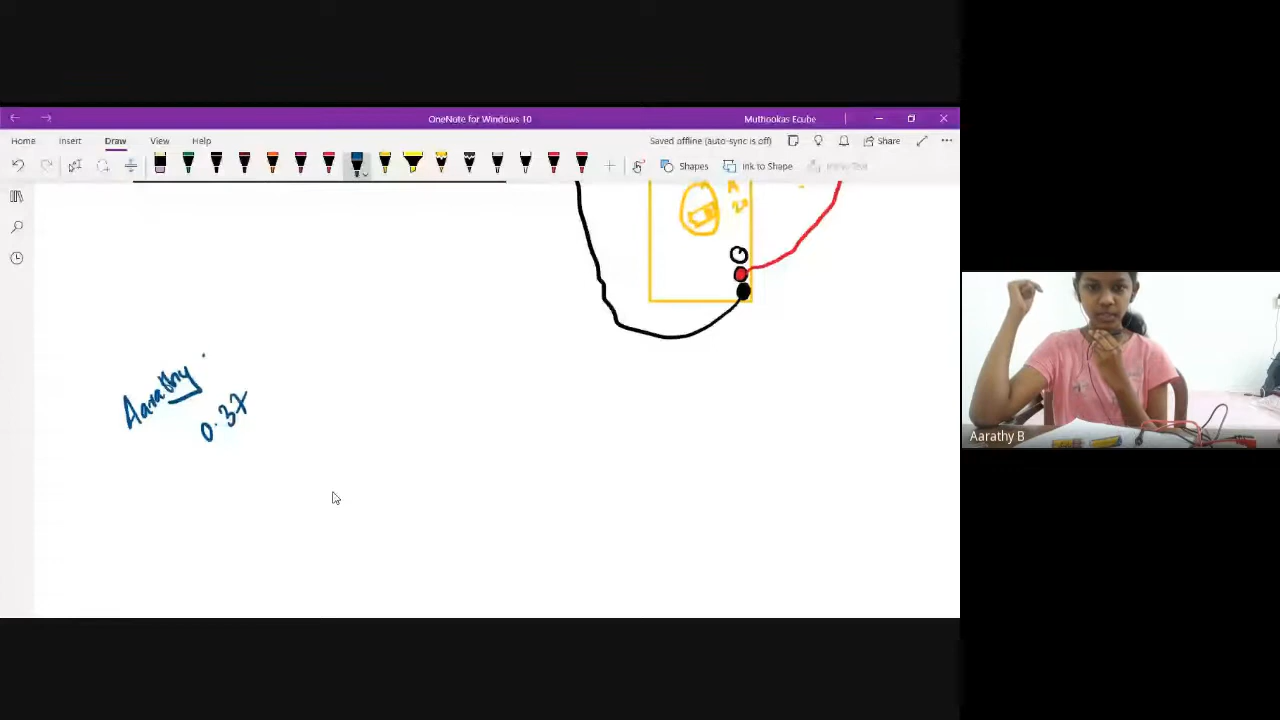 OneNote for Windows 10
Muthookas Ecube
Home Insert Draw View Help
Saved offline (auto-sync is off)
Share
Shapes
Ink to Shape
Aarathy
0.37
Aarathy B